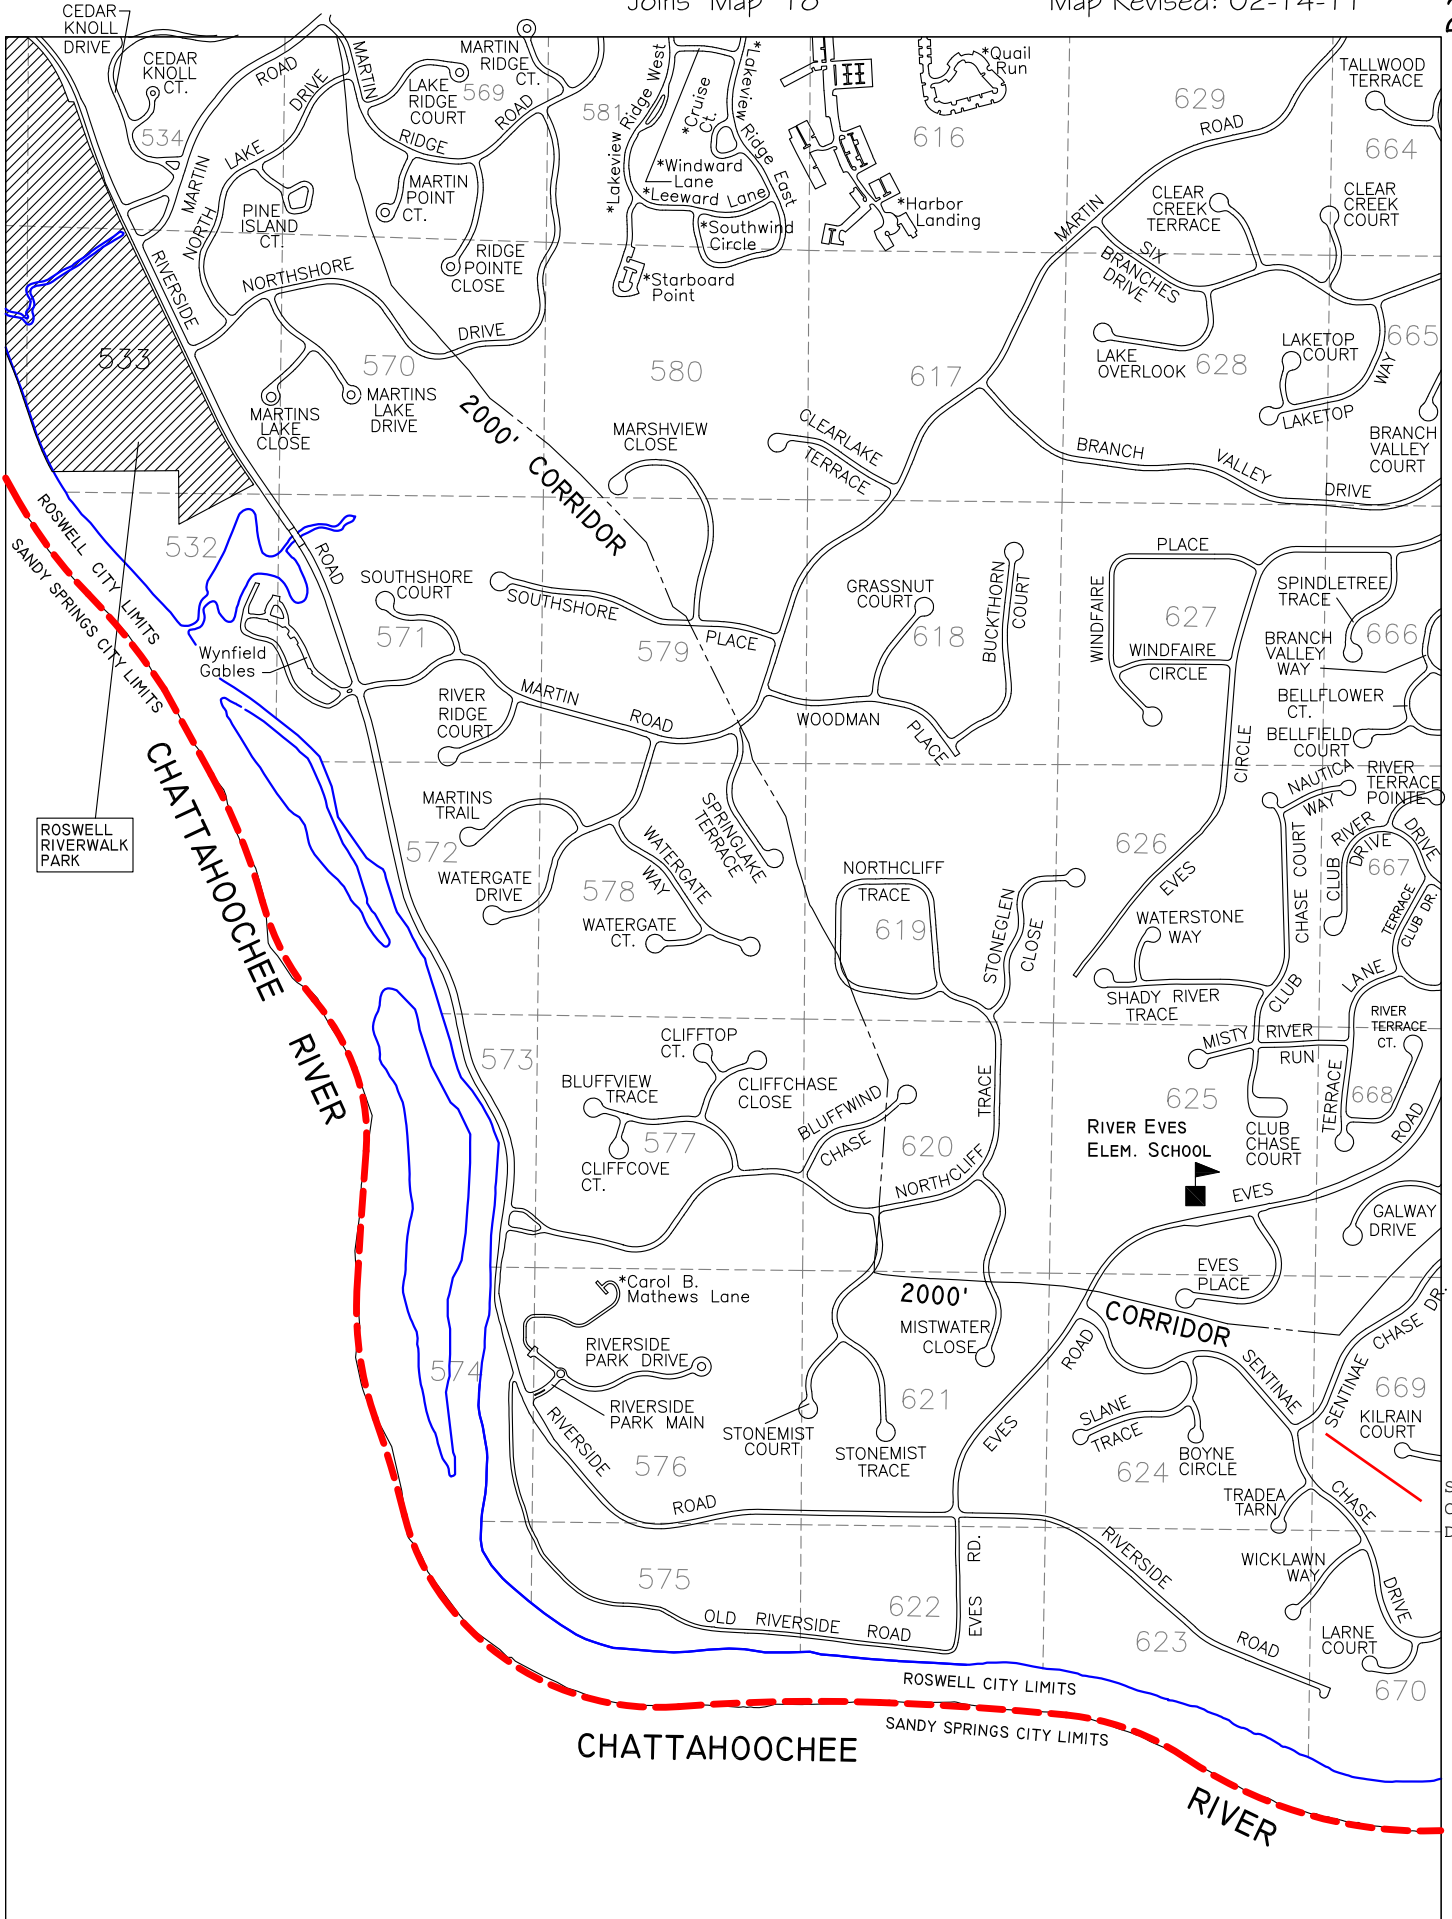 Joins Map 16
Map Revised: 02-14-11
CEDAR
KNOLL
DRIVE
CEDAR
KNOLL
CT.
534
ROAD
DRIVE
MARTIN
LAKE
NORTH
MARTIN
PINE
ISLAND
CT.
LAKE
RIDGE
COURT
MARTIN
RIDGE
CT.
569
RIDGE
ROAD
MARTIN
POINT
CT.
RIDGE
POINTE
CLOSE
581
*Lakeview Ridge West
*Cruise
Ct.
*Lakeview Ridge East
*Windward
Lane
*Leeward Lane
*Southwind
Circle
*Starboard
Point
*Harbor
Landing
*Quail
Run
616
629
ROAD
MARTIN
TALLWOOD
TERRACE
664
CLEAR
CREEK
TERRACE
CLEAR
CREEK
COURT
SIX
BRANCHES
DRIVE
LAKE
OVERLOOK
628
LAKETOP
COURT
WAY
LAKETOP
665
BRANCH
VALLEY
COURT
RIVERSIDE
NORTHSHORE
DRIVE
533
570
MARTINS
LAKE
CLOSE
MARTINS
LAKE
DRIVE
2000' CORRIDOR
580
617
MARSHVIEW
CLOSE
CLEARLAKE
TERRACE
BRANCH
VALLEY
DRIVE
ROSWELL CITY LIMITS
SANDY SPRINGS CITY LIMITS
532
ROAD
Wynfield
Gables
SOUTHSHORE
COURT
571
SOUTHSHORE
PLACE
579
GRASSNUT
COURT
618
BUCKTHORN
COURT
WINDFAIRE
PLACE
627
WINDFAIRE
CIRCLE
CIRCLE
SPINDLETREE
TRACE
666
BRANCH
VALLEY
WAY
BELLFLOWER
CT.
BELLFIELD
COURT
RIVER
RIDGE
COURT
MARTIN
ROAD
WOODMAN
PLACE
ROSWELL
RIVERWALK
PARK
CHATTAHOOCHEE
RIVER
MARTINS
TRAIL
572
WATERGATE
DRIVE
578
WATERGATE
WAY
WATERGATE
CT.
SPRINGLAKE
TERRACE
NORTHCLIFF
TRACE
619
STONEGLEN
CLOSE
626
EVES
WATERSTONE
WAY
SHADY RIVER
TRACE
NAUTICA
WAY
RIVER
TERRACE
POINTE
CHASE COURT
CLUB
CLUB
RIVER
DRIVE
DRIVE
667
TERRACE
CLUB DR.
LANE
MISTY
RIVER
RUN
RIVER
TERRACE
CT.
TERRACE
668
573
CLIFFTOP
CT.
BLUFFVIEW
TRACE
CLIFFCHASE
CLOSE
577
CLIFFCOVE
CT.
BLUFFWIND
CHASE
620
TRACE
NORTHCLIFF
625
RIVER EVES
ELEM. SCHOOL
CLUB
CHASE
COURT
ROAD
EVES
GALWAY
DRIVE
EVES
PLACE
*Carol B.
Mathews Lane
2000'
CORRIDOR
MISTWATER
CLOSE
574
RIVERSIDE
PARK DRIVE
RIVERSIDE
PARK MAIN
RIVERSIDE
576
ROAD
STONEMIST
COURT
STONEMIST
TRACE
621
EVES
ROAD
SLANE
TRACE
BOYNE
CIRCLE
624
SENTINAE
SENTINAE
CHASE DR.
669
KILRAIN
COURT
TRADEA
TARN
CHASE
DRIVE
WICKLAWN
WAY
LARNE
COURT
670
575
OLD RIVERSIDE ROAD
622
EVES
RD.
RIVERSIDE
ROAD
623
ROSWELL CITY LIMITS
SANDY SPRINGS CITY LIMITS
CHATTAHOOCHEE
RIVER